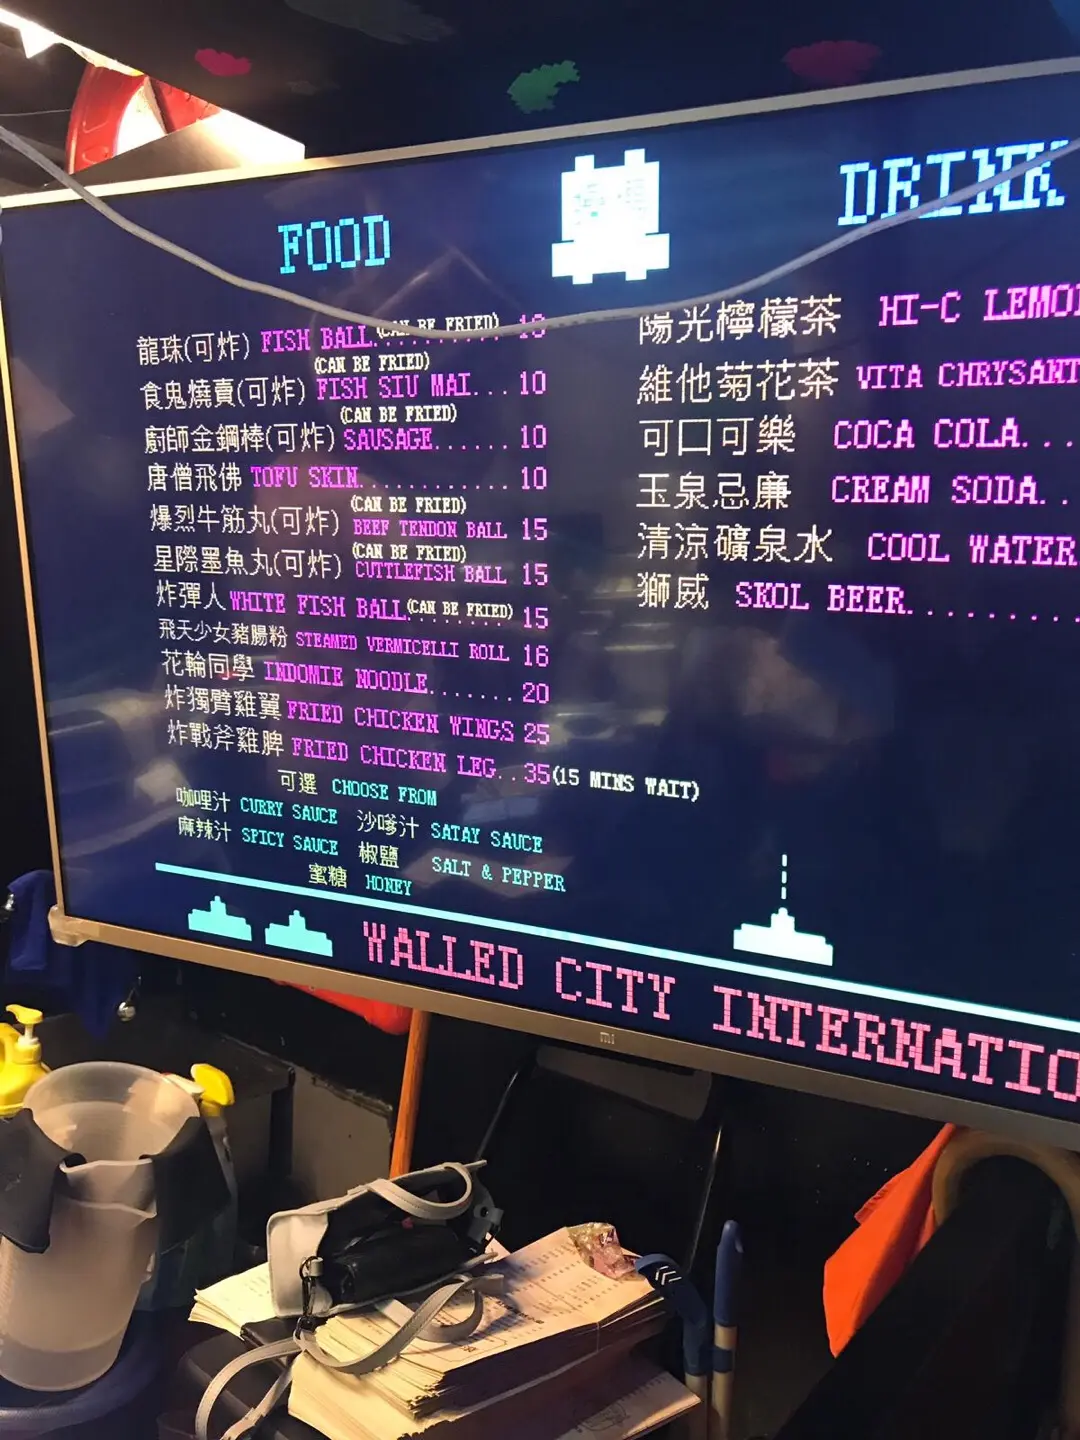 FOOD
龍珠(可炸) FISH BALL(CAN BE FRIED)........ 10
食鬼燒賣(可炸) (CAN BE FRIED) FISH SIU MAI... 10
廚師金鋼棒(可炸) (CAN BE FRIED) SAUSAGE...... 10
唐僧飛佛 TOFU SKIN............ 10
爆烈牛筋丸(可炸) (CAN BE FRIED) BEEF TENDON BALL 15
星際墨魚丸(可炸) (CAN BE FRIED) CUTTLEFISH BALL 15
炸彈人 WHITE FISH BALL(CAN BE FRIED)........ 15
飛天少女豬腸粉 STEAMED VERMICELLI ROLL 16
花輪同學 INDOMIE NOODLE....... 20
炸獨臂雞翼 FRIED CHICKEN WINGS 25
炸戰斧雞脾 FRIED CHICKEN LEG.. 35(15 MINS WAIT)
可選 CHOOSE FROM
咖哩汁 CURRY SAUCE 沙嗲汁 SATAY SAUCE
麻辣汁 SPICY SAUCE 椒鹽 SALT & PEPPER
蜜糖 HONEY
DRINK
陽光檸檬茶 HI-C LEMO
維他菊花茶 VITA CHRYSANT
可口可樂 COCA COLA...
玉泉忌廉 CREAM SODA..
清涼礦泉水 COOL WATER
獅威 SKOL BEER........
WALLED CITY INTERNATIO
mi